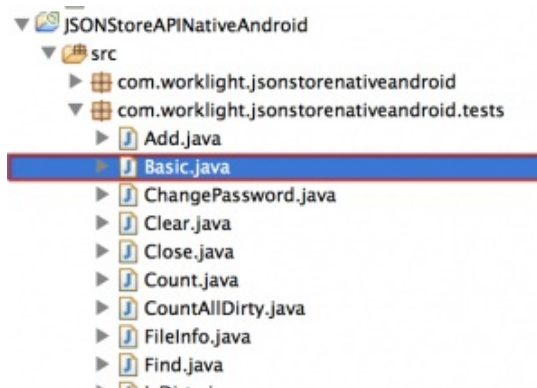 JSONStoreAPINativeAndroid
src
com.worklight.jsonstorenativeandroid
com.worklight.jsonstorenativeandroid.tests
Add.java
Basic.java
ChangePassword.java
Clear.java
Close.java
Count.java
CountAllDirty.java
FileInfo.java
Find.java